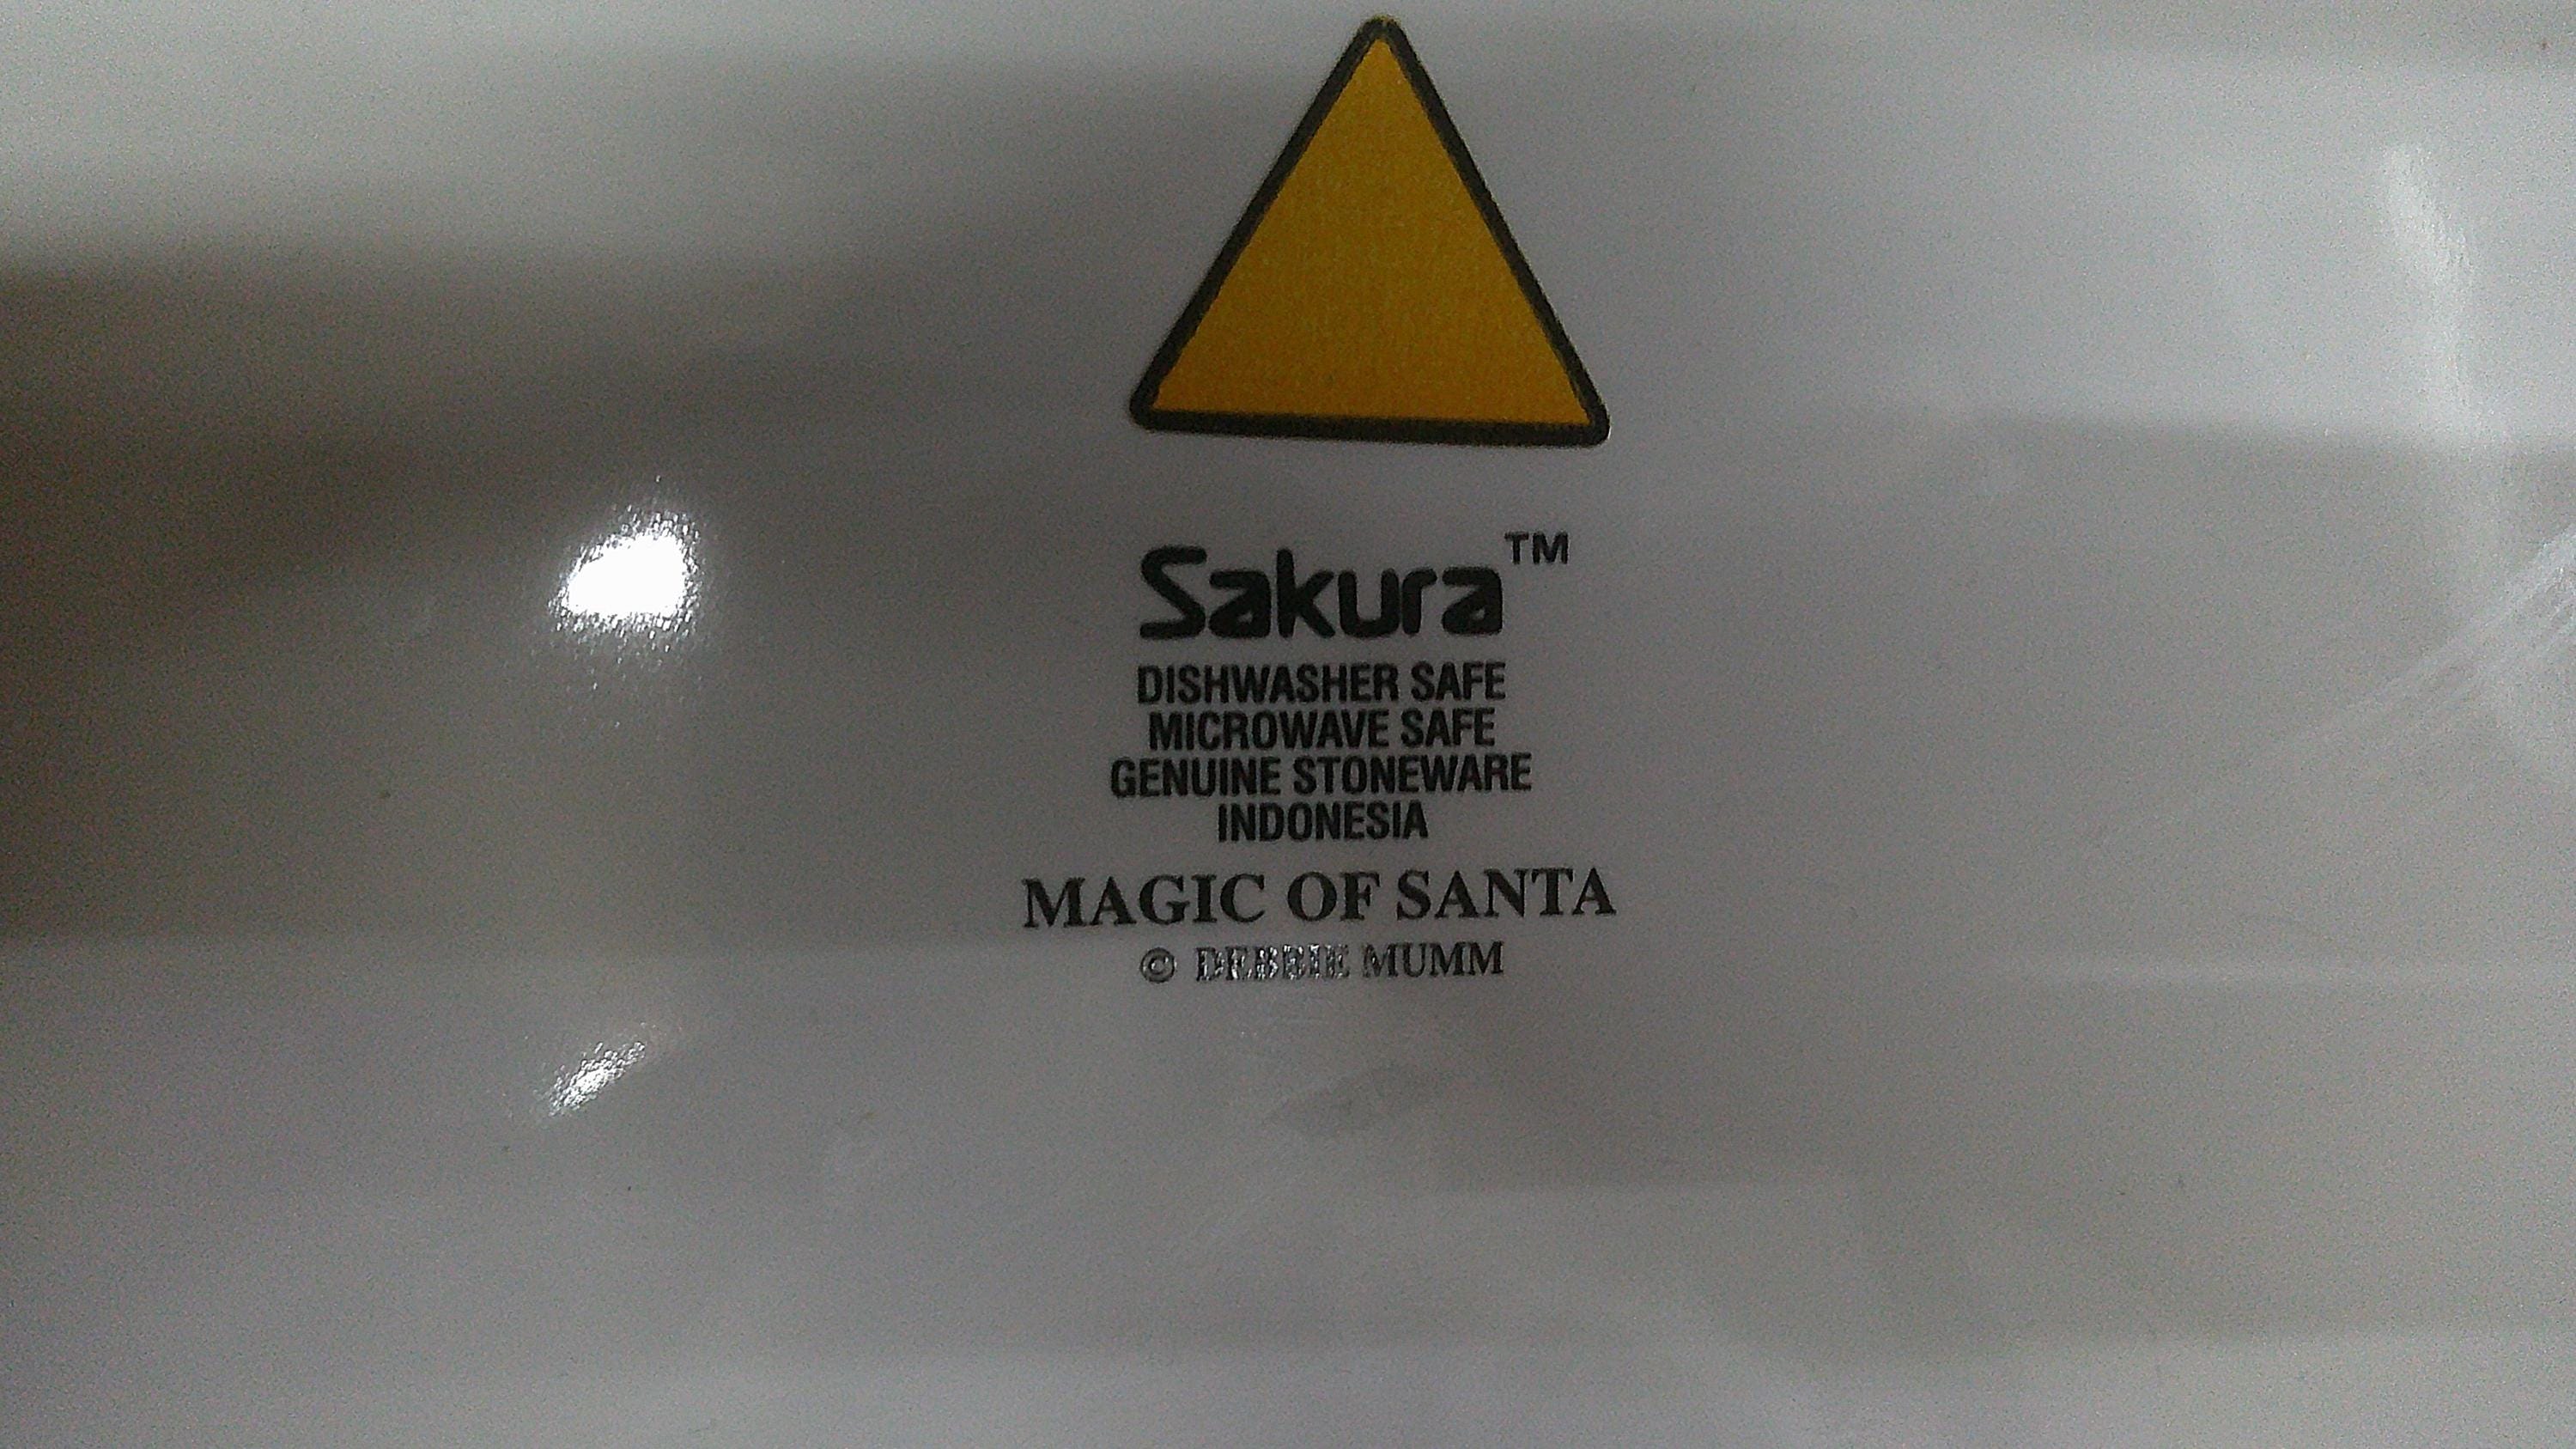 Sakura™
DISHWASHER SAFE
MICROWAVE SAFE
GENUINE STONEWARE
INDONESIA
MAGIC OF SANTA
© DEBBIE MUMM